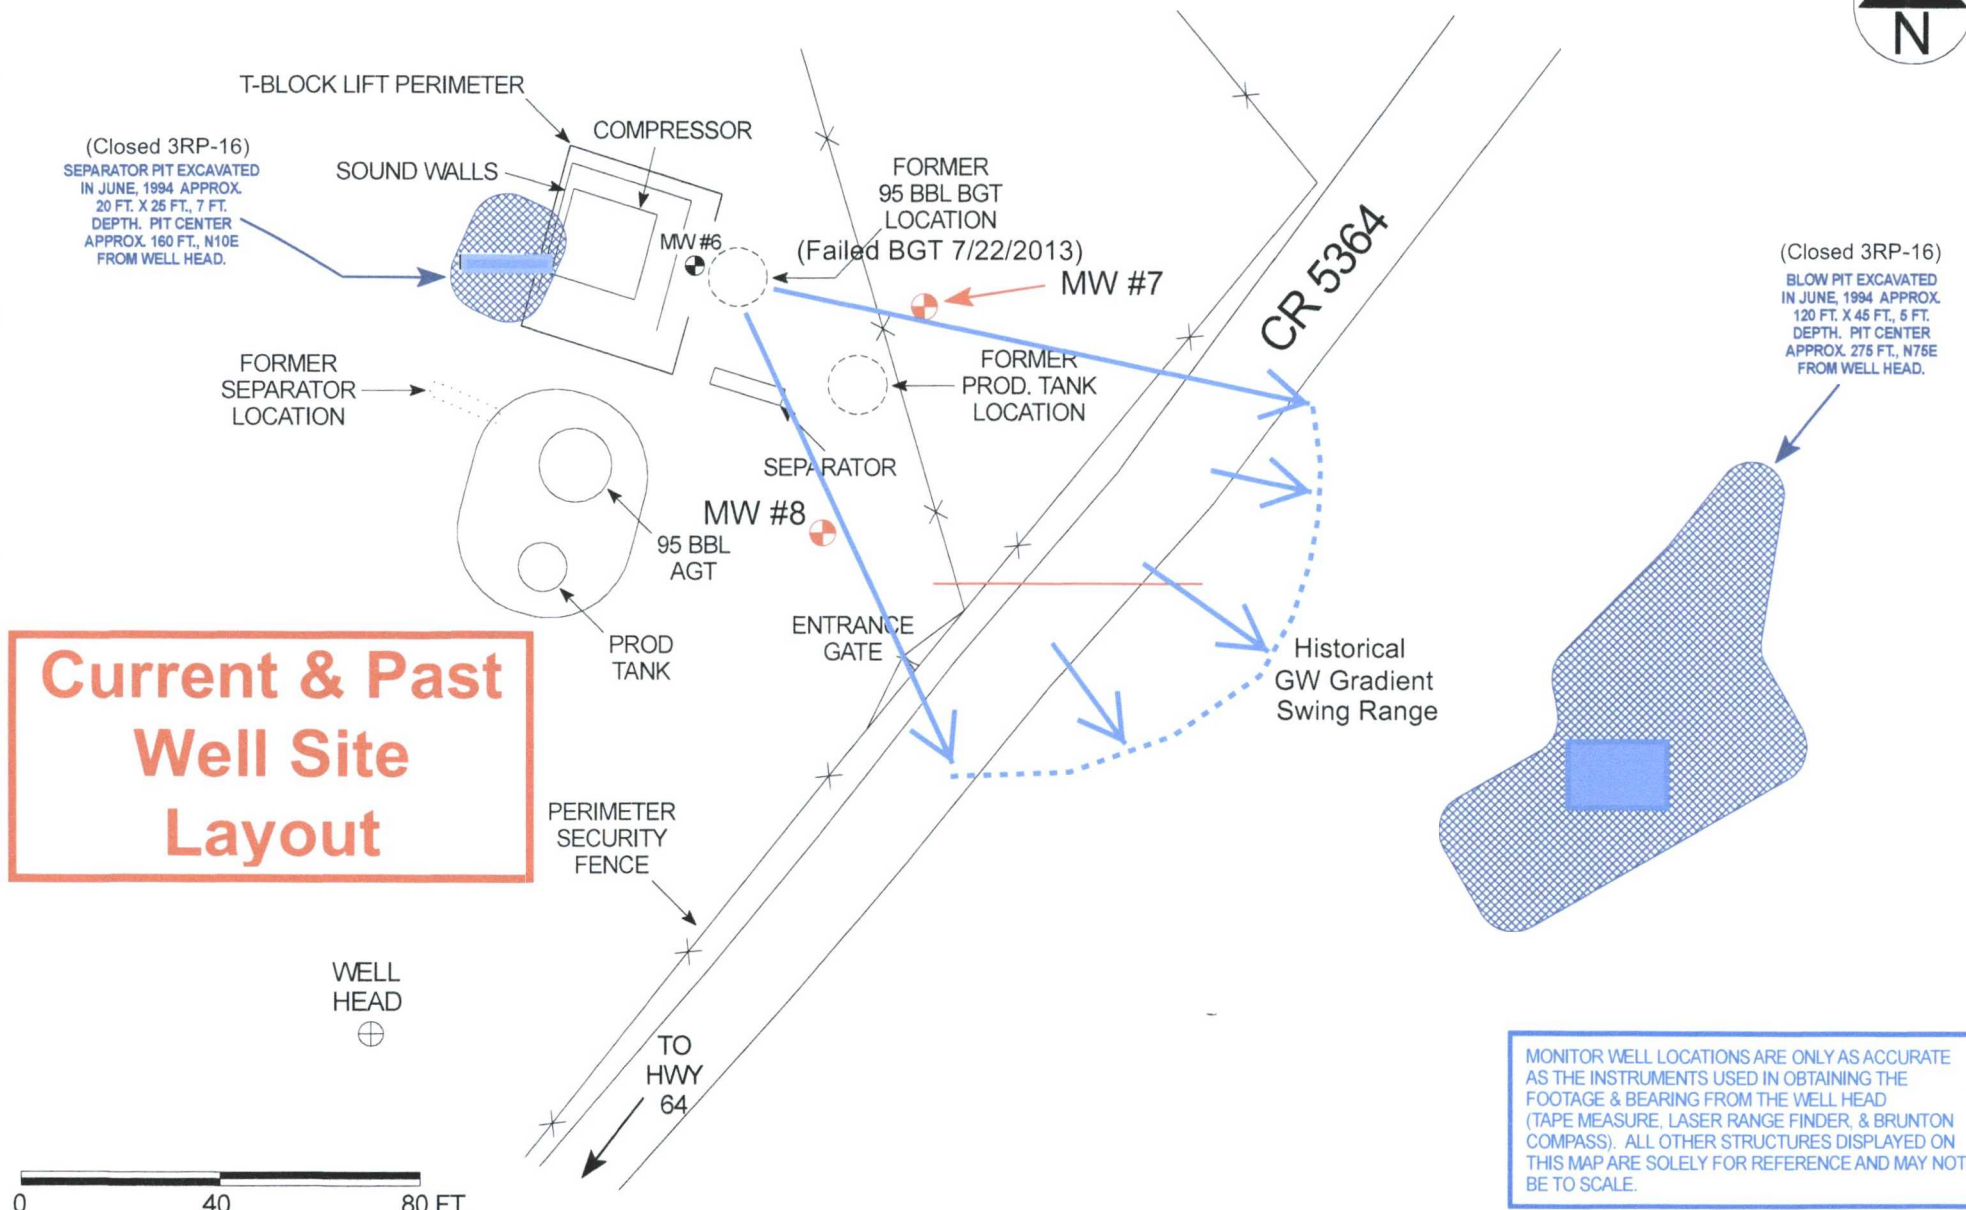 N
T-BLOCK LIFT PERIMETER
COMPRESSOR
(Closed 3RP-16)
SEPARATOR PIT EXCAVATED
IN JUNE, 1994 APPROX.
20 FT. X 25 FT., 7 FT.
DEPTH. PIT CENTER
APPROX. 160 FT., N10E
FROM WELL HEAD.
SOUND WALLS
FORMER
95 BBL BGT
LOCATION
(Failed BGT 7/22/2013)
MW #6
MW #7
CR 5364
(Closed 3RP-16)
BLOW PIT EXCAVATED
IN JUNE, 1994 APPROX.
120 FT. X 45 FT., 5 FT.
DEPTH. PIT CENTER
APPROX. 275 FT., N75E
FROM WELL HEAD.
FORMER
SEPARATOR
LOCATION
FORMER
PROD. TANK
LOCATION
SEPARATOR
MW #8
95 BBL
AGT
ENTRANCE
GATE
PROD
TANK
Historical
GW Gradient
Swing Range
Current & Past
Well Site
Layout
PERIMETER
SECURITY
FENCE
WELL
HEAD
TO
HWY
64
MONITOR WELL LOCATIONS ARE ONLY AS ACCURATE
AS THE INSTRUMENTS USED IN OBTAINING THE
FOOTAGE & BEARING FROM THE WELL HEAD
(TAPE MEASURE, LASER RANGE FINDER, & BRUNTON
COMPASS). ALL OTHER STRUCTURES DISPLAYED ON
THIS MAP ARE SOLELY FOR REFERENCE AND MAY NOT
BE TO SCALE.
0 40 80 FT